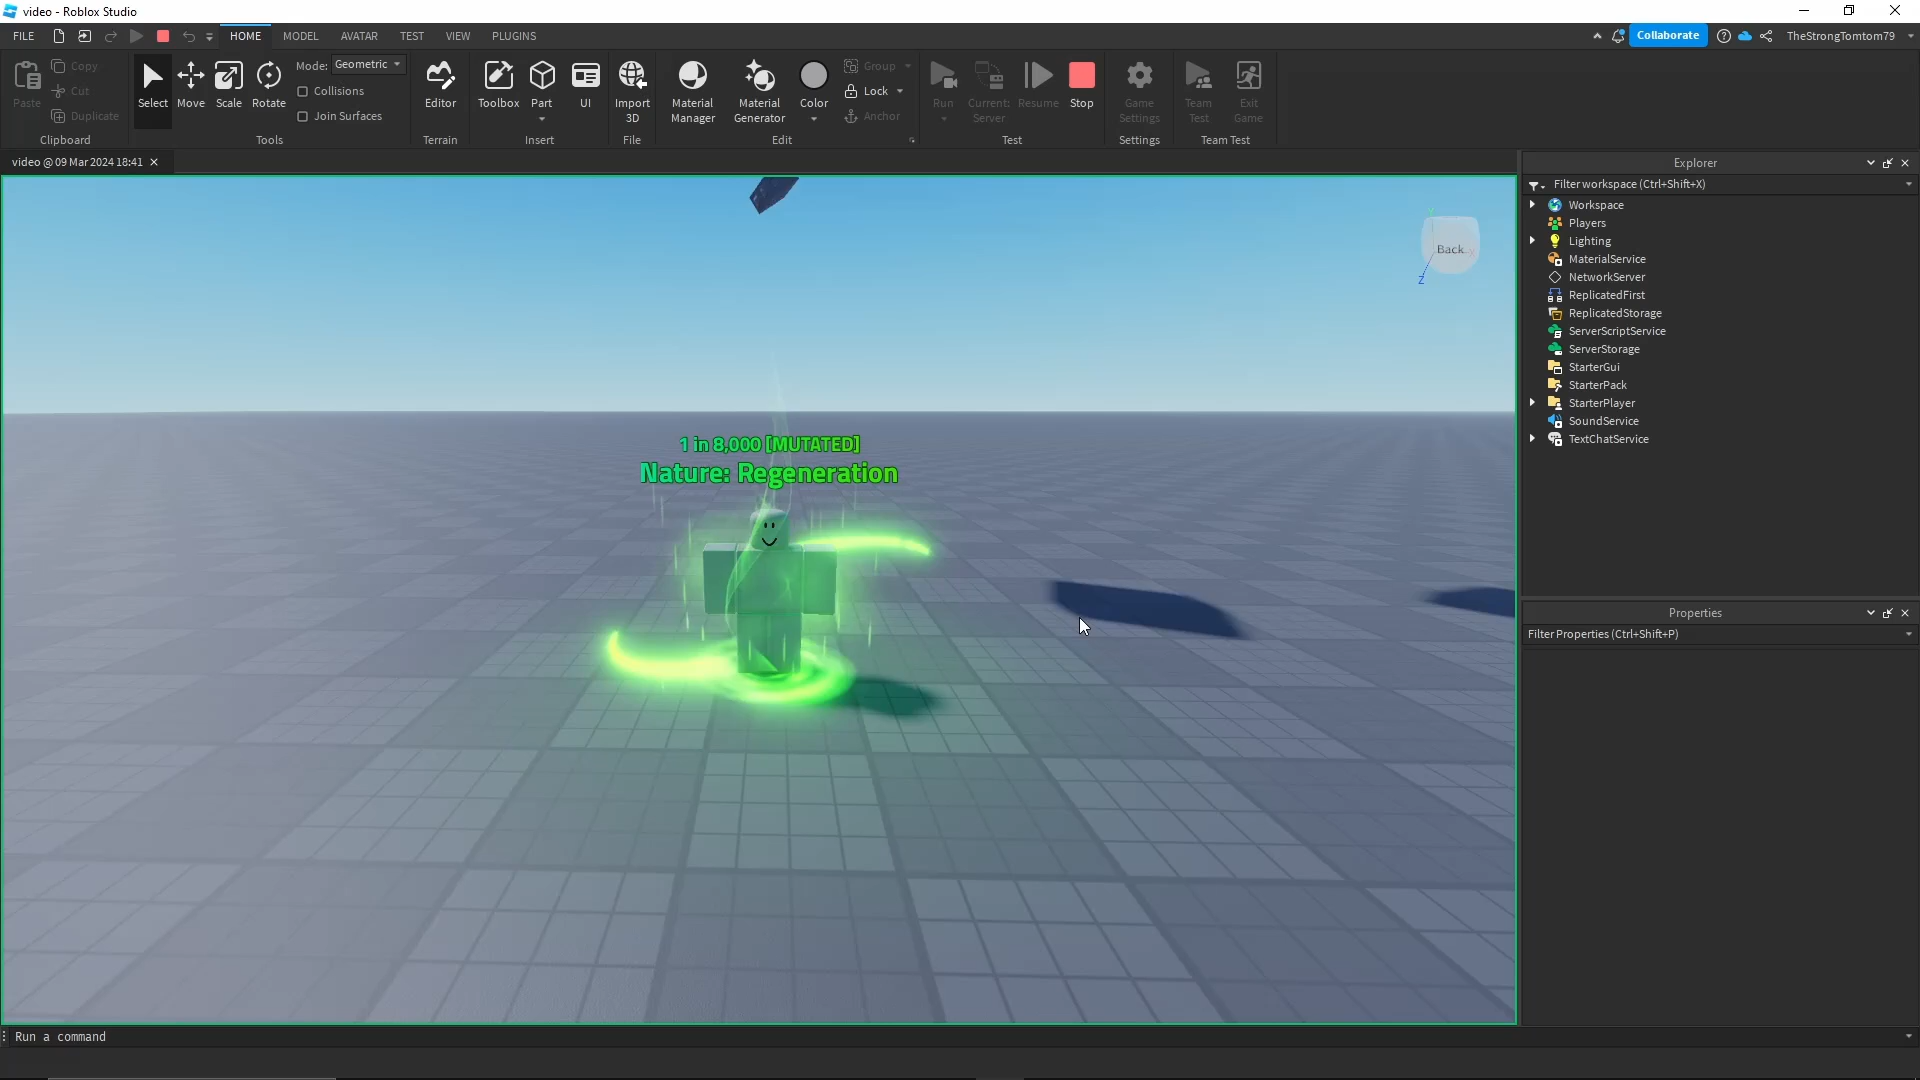 video - Roblox Studio
FILE
HOME
MODEL
AVATAR
TEST
VIEW
PLUGINS
Collaborate
TheStrongTomtom79
Paste
Copy
Cut
Duplicate
Clipboard
Select
Move
Scale
Rotate
Mode: Geometric
Collisions
Join Surfaces
Tools
Editor
Terrain
Toolbox
Part
UI
Insert
Import
3D
File
Material
Manager
Material
Generator
Color
Group
Lock
Anchor
Edit
Run
Current:
Server
Resume
Stop
Test
Game
Settings
Settings
Team
Test
Exit
Game
Team Test
video @ 09 Mar 2024 18:41
Back
Z
1 in 8,000 [MUTATED]
Nature: Regeneration
Explorer
Filter workspace (Ctrl+Shift+X)
Workspace
Players
Lighting
MaterialService
NetworkServer
ReplicatedFirst
ReplicatedStorage
ServerScriptService
ServerStorage
StarterGui
StarterPack
StarterPlayer
SoundService
TextChatService
Properties
Filter Properties (Ctrl+Shift+P)
Run a command